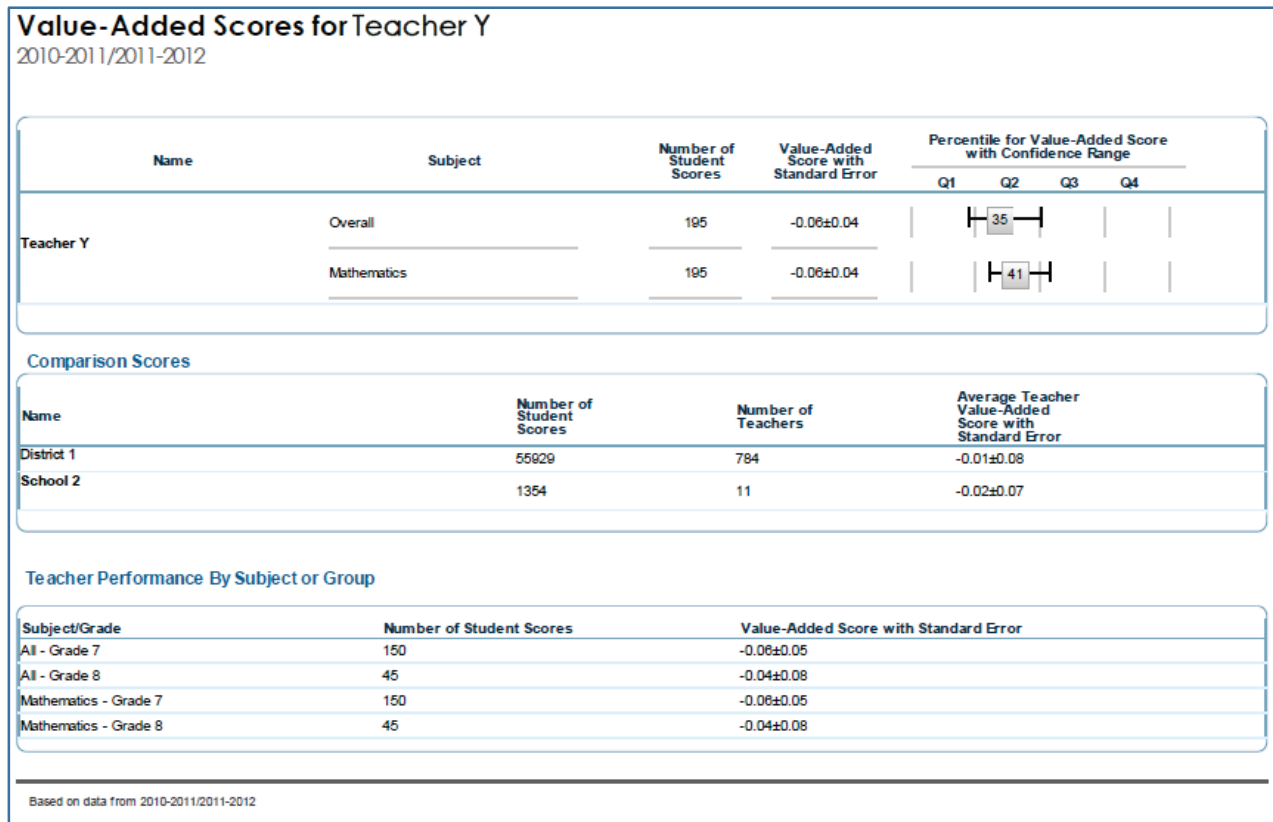 Value-Added Scores for Teacher Y
2010-2011/2011-2012
Name Subject Number of Student Scores Value-Added Score with Standard Error Percentile for Value-Added Score with Confidence Range
Q1 Q2 Q3 Q4
Teacher Y
Overall 195 -0.06±0.04 35
Mathematics 195 -0.06±0.04 41
Comparison Scores
Name Number of Student Scores Number of Teachers Average Teacher Value-Added Score with Standard Error
District 1 55929 784 -0.01±0.08
School 2 1354 11 -0.02±0.07
Teacher Performance By Subject or Group
Subject/Grade Number of Student Scores Value-Added Score with Standard Error
All - Grade 7 150 -0.06±0.05
All - Grade 8 45 -0.04±0.08
Mathematics - Grade 7 150 -0.06±0.05
Mathematics - Grade 8 45 -0.04±0.08
Based on data from 2010-2011/2011-2012